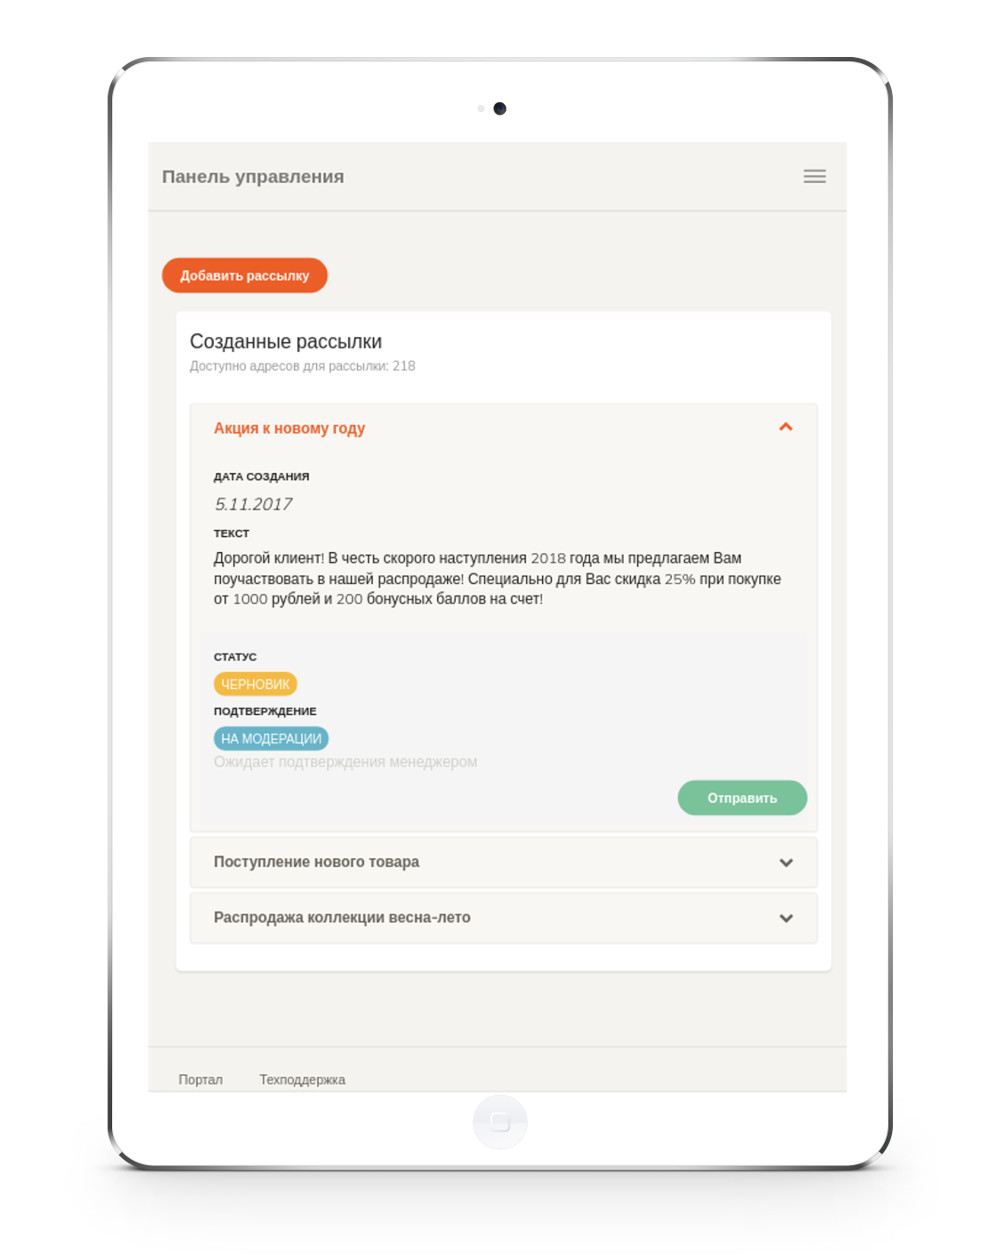 Панель управления
Добавить рассылку
Созданные рассылки
Доступно адресов для рассылки: 218
Акция к новому году
ДАТА СОЗДАНИЯ
5.11.2017
ТЕКСТ
Дорогой клиент! В честь скорого наступления 2018 года мы предлагаем Вам
поучаствовать в нашей распродаже! Специально для Вас скидка 25% при покупке
от 1000 рублей и 200 бонусных баллов на счет!
СТАТУС
ЧЕРНОВИК
ПОДТВЕРЖДЕНИЕ
НА МОДЕРАЦИИ
Ожидает подтверждения менеджером
Отправить
Поступление нового товара
Распродажа коллекции весна-лето
Портал Техподдержка